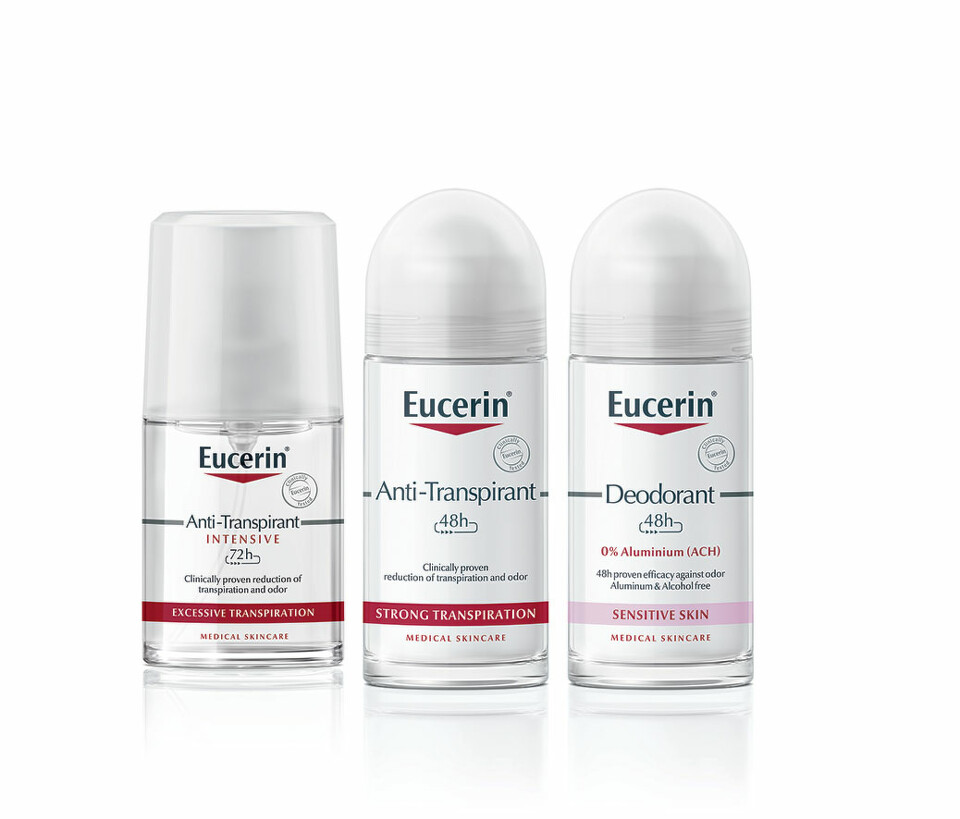 Eucerin®
Clinically
Eucerin
Tested
Anti-Transpirant
INTENSIVE
72h
Clinically proven reduction of
transpiration and odor
EXCESSIVE TRANSPIRATION
MEDICAL SKINCARE
Eucerin®
Clinically
Eucerin
Tested
Anti-Transpirant
48h
Clinically proven
reduction of transpiration and odor
STRONG TRANSPIRATION
MEDICAL SKINCARE
Eucerin®
Clinically
Eucerin
Tested
Deodorant
48h
0% Aluminium (ACH)
48h proven efficacy against odor
Aluminum & Alcohol free
SENSITIVE SKIN
MEDICAL SKINCARE